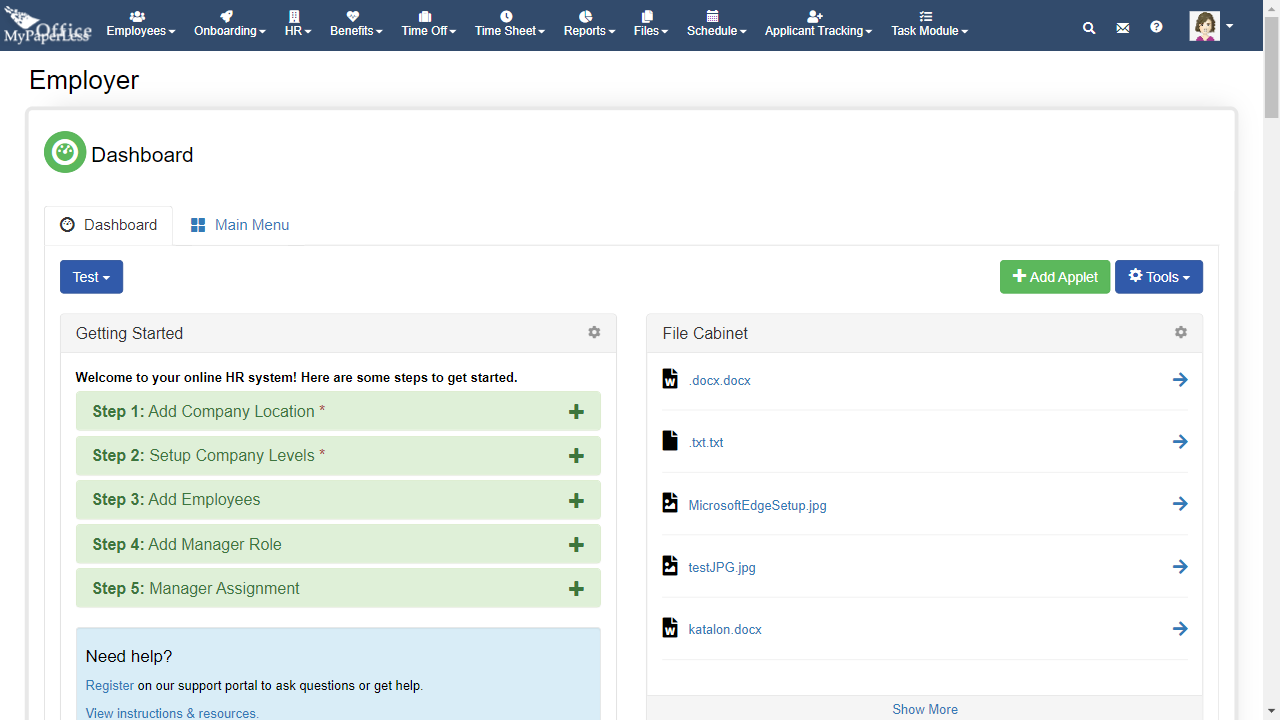 MyPaperLess Office
Employees
Onboarding
HR
Benefits
Time Off
Time Sheet
Reports
Files
Schedule
Applicant Tracking
Task Module
Employer
Dashboard
Dashboard
Main Menu
Test
Add Applet
Tools
Getting Started
Welcome to your online HR system! Here are some steps to get started.
Step 1: Add Company Location *
Step 2: Setup Company Levels *
Step 3: Add Employees
Step 4: Add Manager Role
Step 5: Manager Assignment
Need help?
Register on our support portal to ask questions or get help.
View instructions & resources.
File Cabinet
.docx.docx
.txt.txt
MicrosoftEdgeSetup.jpg
testJPG.jpg
katalon.docx
Show More